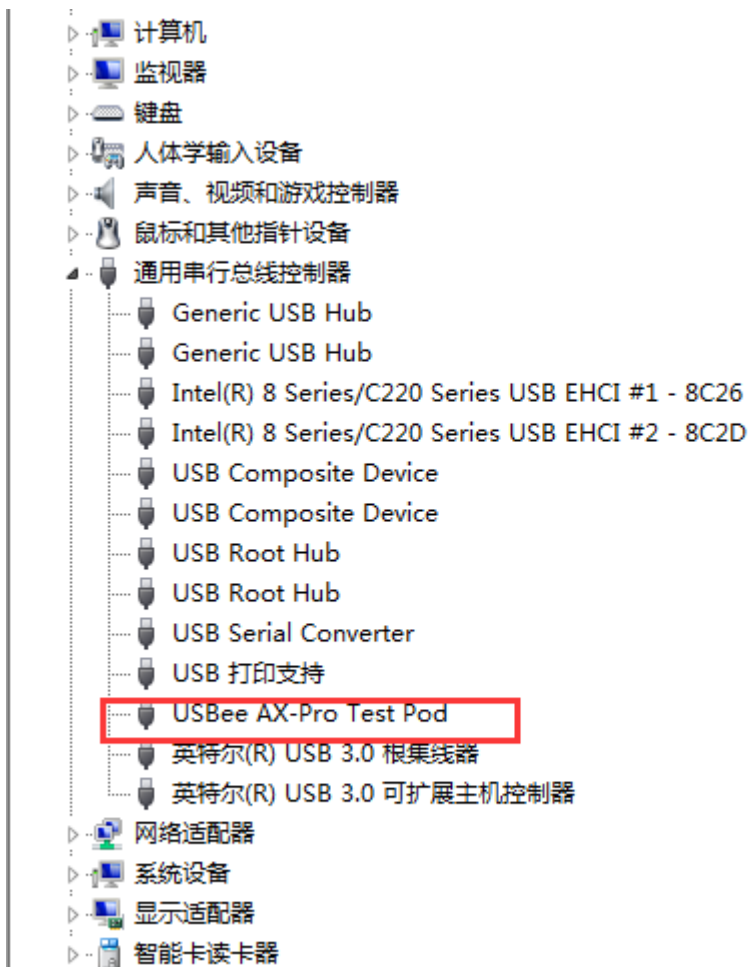 计算机
监视器
键盘
人体学输入设备
声音、视频和游戏控制器
鼠标和其他指针设备
通用串行总线控制器
Generic USB Hub
Generic USB Hub
Intel(R) 8 Series/C220 Series USB EHCI #1 - 8C26
Intel(R) 8 Series/C220 Series USB EHCI #2 - 8C2D
USB Composite Device
USB Composite Device
USB Root Hub
USB Root Hub
USB Serial Converter
USB 打印支持
USBee AX-Pro Test Pod
英特尔(R) USB 3.0 根集线器
英特尔(R) USB 3.0 可扩展主机控制器
网络适配器
系统设备
显示适配器
智能卡读卡器